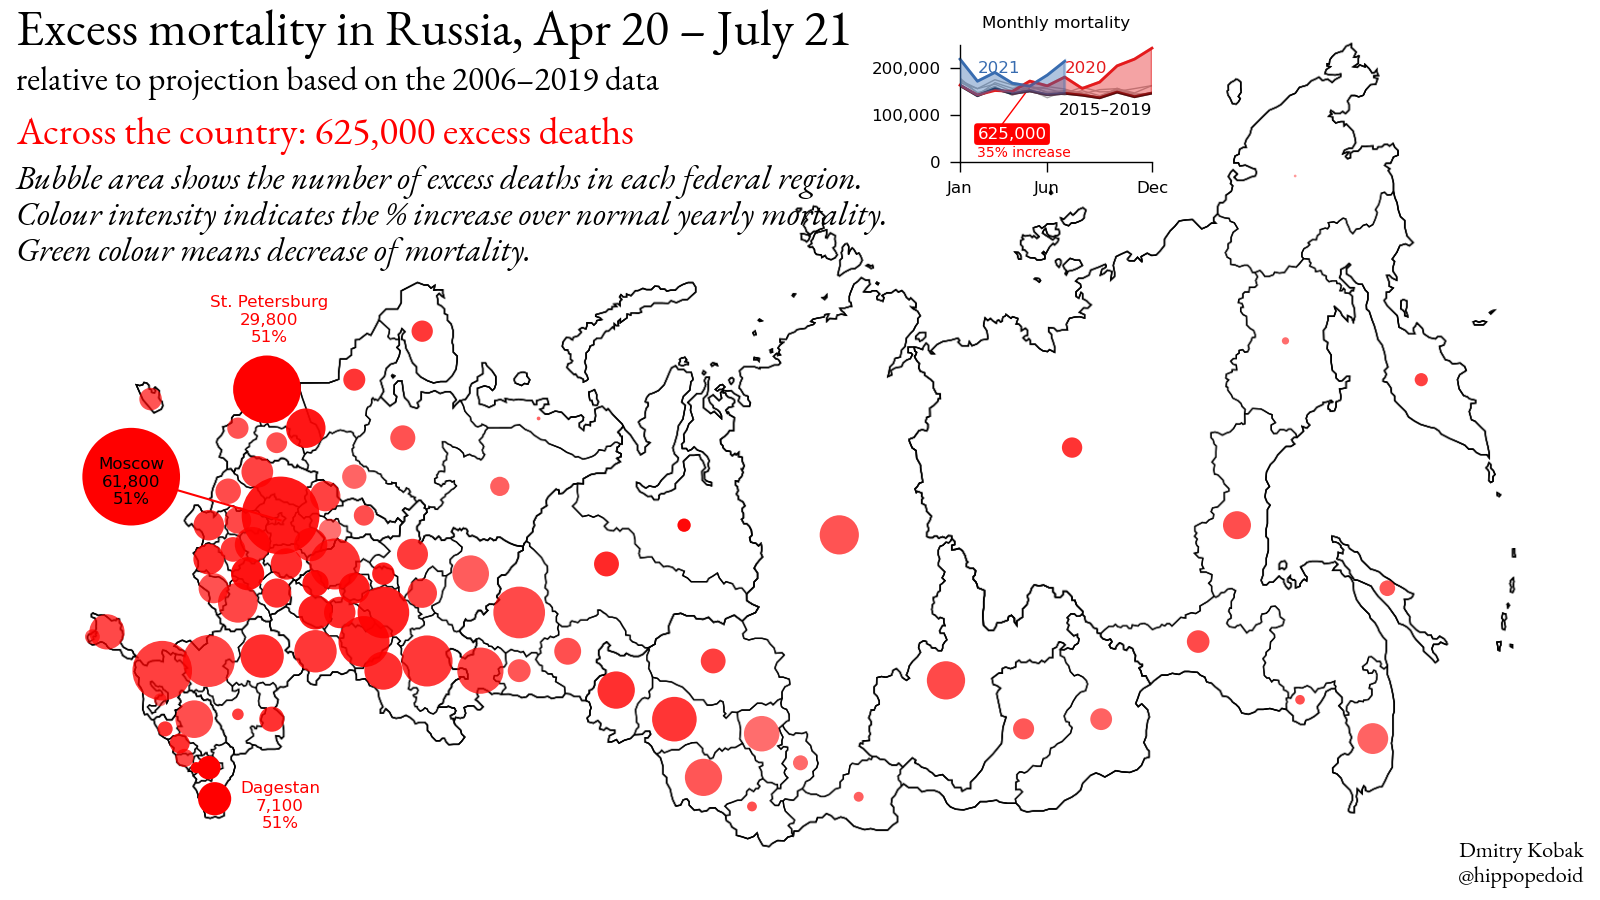 Excess mortality in Russia, Apr 20 – July 21
relative to projection based on the 2006–2019 data
Across the country: 625,000 excess deaths
Bubble area shows the number of excess deaths in each federal region.
Colour intensity indicates the % increase over normal yearly mortality.
Green colour means decrease of mortality.
Monthly mortality
200,000
100,000
0
2021
2020
2015–2019
625,000
35% increase
Jan
Jun
Dec
St. Petersburg
29,800
51%
Moscow
61,800
51%
Dagestan
7,100
51%
Dmitry Kobak
@hippopedoid